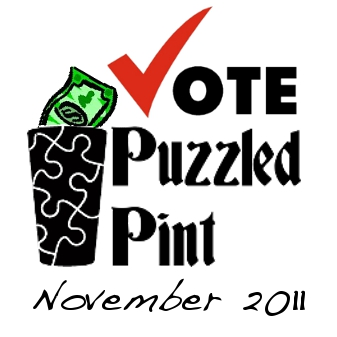 VOTE
Puzzled
Pint
November 2011